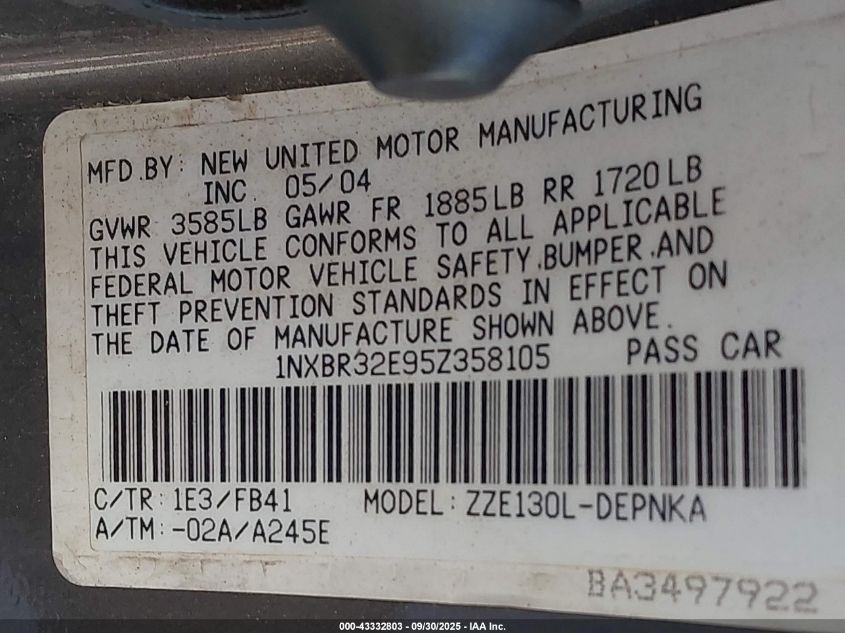 MFD.BY: NEW UNITED MOTOR MANUFACTURING
INC. 05/04
GVWR 3585LB GAWR FR 1885LB RR 1720LB
THIS VEHICLE CONFORMS TO ALL APPLICABLE
FEDERAL MOTOR VEHICLE SAFETY,BUMPER,AND
THEFT PREVENTION STANDARDS IN EFFECT ON
THE DATE OF MANUFACTURE SHOWN ABOVE.
1NXBR32E95Z358105 PASS CAR
C/TR: 1E3/FB41 MODEL: ZZE130L-DEPNKA
A/TM:-02A/A245E
BA3497922
000-43332803 - 09/30/2025 - IAA Inc.